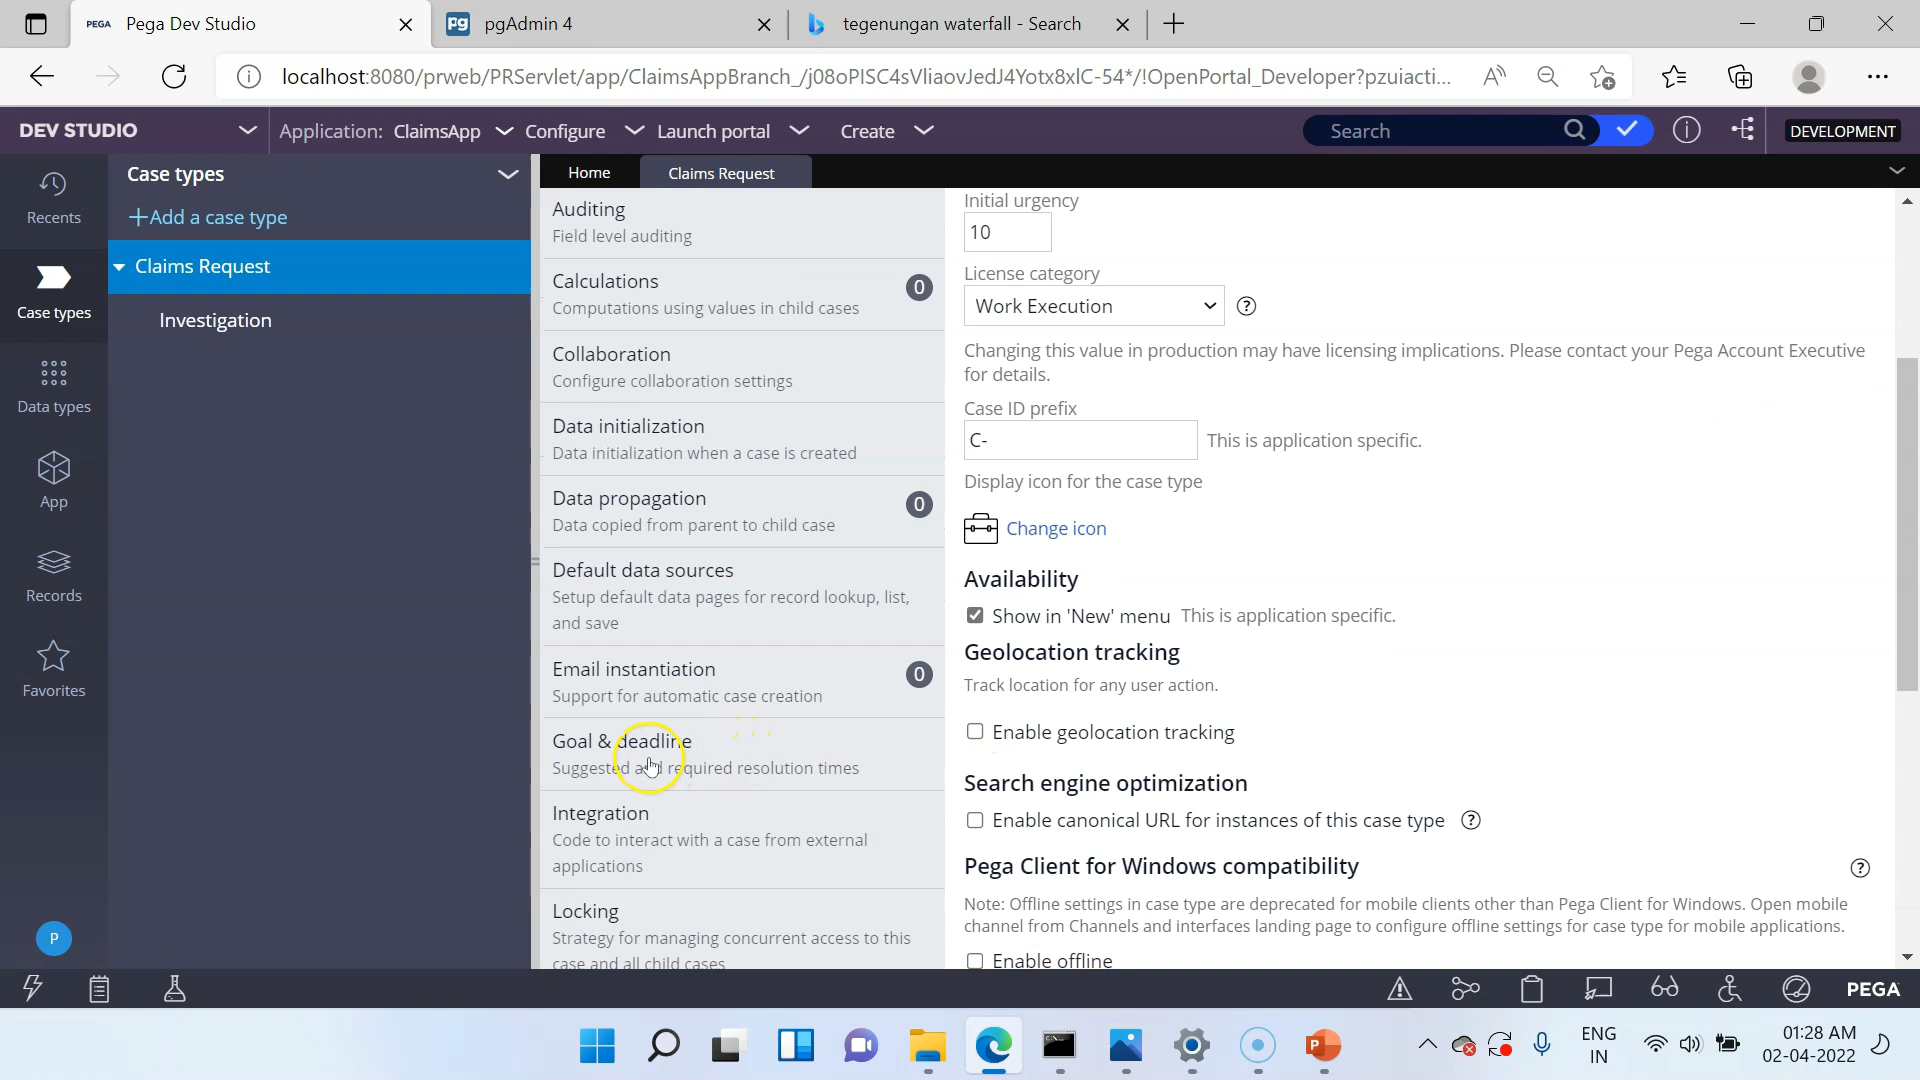 PEGA Pega Dev Studio
pgAdmin 4
tegenungan waterfall - Search
localhost:8080/prweb/PRServlet/app/ClaimsAppBranch_/j08oPISC4sVliaovJedJ4Yotx8xlC-54*/!OpenPortal_Developer?pzuiacti...
DEV STUDIO
Application: ClaimsApp
Configure
Launch portal
Create
Search
DEVELOPMENT
Recents
Case types
Data types
App
Records
Favorites
P
Case types
+Add a case type
Claims Request
Investigation
Home
Claims Request
Auditing
Field level auditing
Calculations
0
Computations using values in child cases
Collaboration
Configure collaboration settings
Data initialization
Data initialization when a case is created
Data propagation
0
Data copied from parent to child case
Default data sources
Setup default data pages for record lookup, list,
and save
Email instantiation
0
Support for automatic case creation
Goal & deadline
Suggested and required resolution times
Integration
Code to interact with a case from external
applications
Locking
Strategy for managing concurrent access to this
case and all child cases
Initial urgency
10
License category
Work Execution
Changing this value in production may have licensing implications. Please contact your Pega Account Executive
for details.
Case ID prefix
C-
This is application specific.
Display icon for the case type
Change icon
Availability
Show in 'New' menu This is application specific.
Geolocation tracking
Track location for any user action.
Enable geolocation tracking
Search engine optimization
Enable canonical URL for instances of this case type
Pega Client for Windows compatibility
Note: Offline settings in case type are deprecated for mobile clients other than Pega Client for Windows. Open mobile
channel from Channels and interfaces landing page to configure offline settings for case type for mobile applications.
Enable offline
PEGA
ENG
IN
01:28 AM
02-04-2022